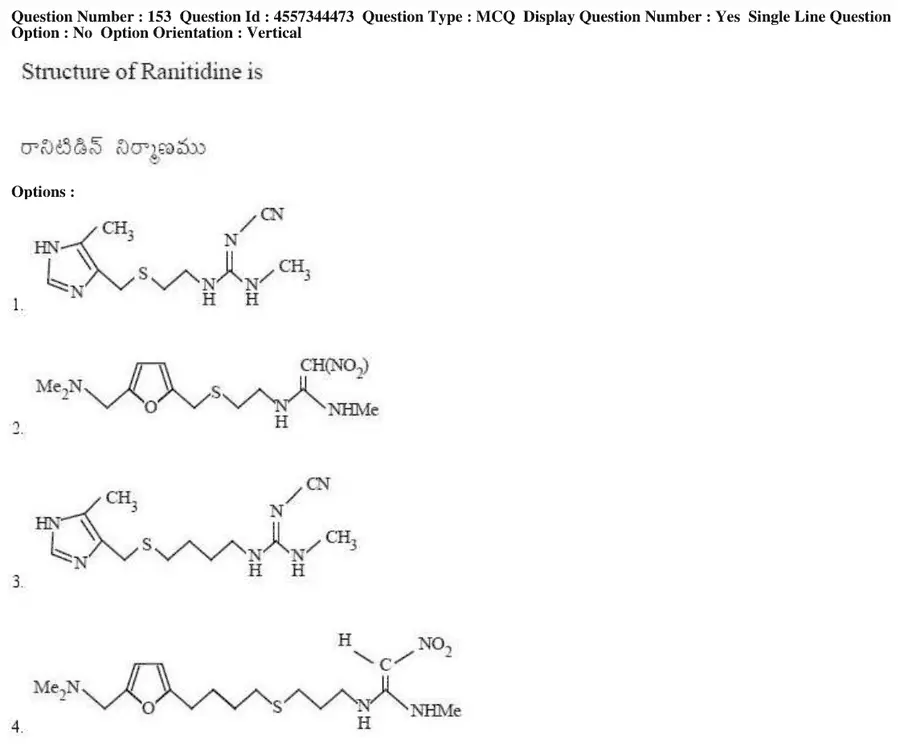 Question Number : 153 Question Id : 4557344473 Question Type : MCQ Display Question Number : Yes Single Line Question
Option : No Option Orientation : Vertical
Structure of Ranitidine is
రానిటిడిన్ నిర్మాణము
Options :
CN
CH3
HN
N
S
N
N
N
CH3
H
H
1.
CH(NO2)
Me2N
S
O
N
H
NHMe
2.
CN
CH3
HN
N
S
N
N
N
CH3
H
H
3.
H
NO2
C
Me2N
O
S
N
H
NHMe
4.